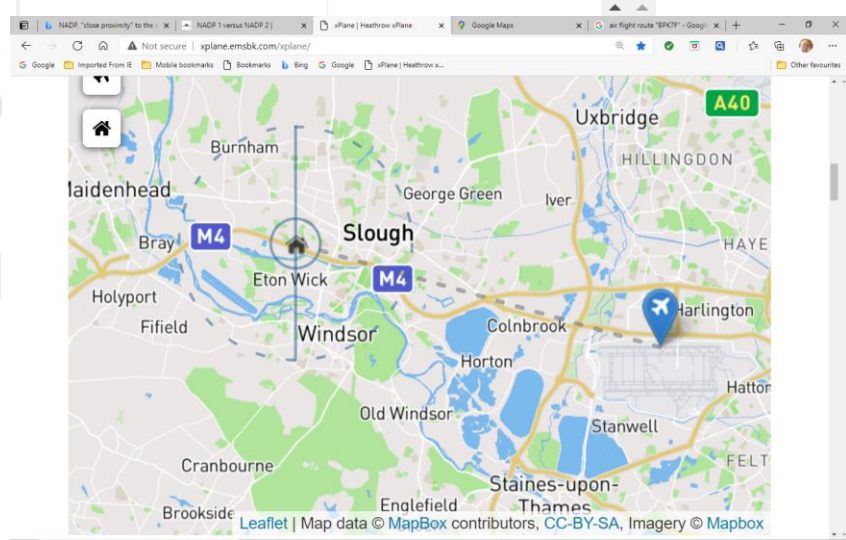 NADP, "close proximity" to the
NADP 1 versus NADP 2 |
xPlane | Heathrow xPlane
Google Maps
air flight route "BPK7F" - Googl
Not secure | xplane.emsbk.com/xplane/
Google
Imported From IE
Mobile bookmarks
Bookmarks
Bing
Google
xPlane | Heathrow x...
Other favourites
A40
Uxbridge
Burnham
HILLINGDON
Maidenhead
George Green
Iver
M4
Slough
Bray
HAYE
Eton Wick
M4
Holyport
Harlington
Fifield
Colnbrook
Windsor
Horton
Hatton
Old Windsor
Stanwell
FELT
Cranbourne
Staines-upon-
Thames
Englefield
Brookside
Leaflet | Map data © MapBox contributors, CC-BY-SA, Imagery © Mapbox